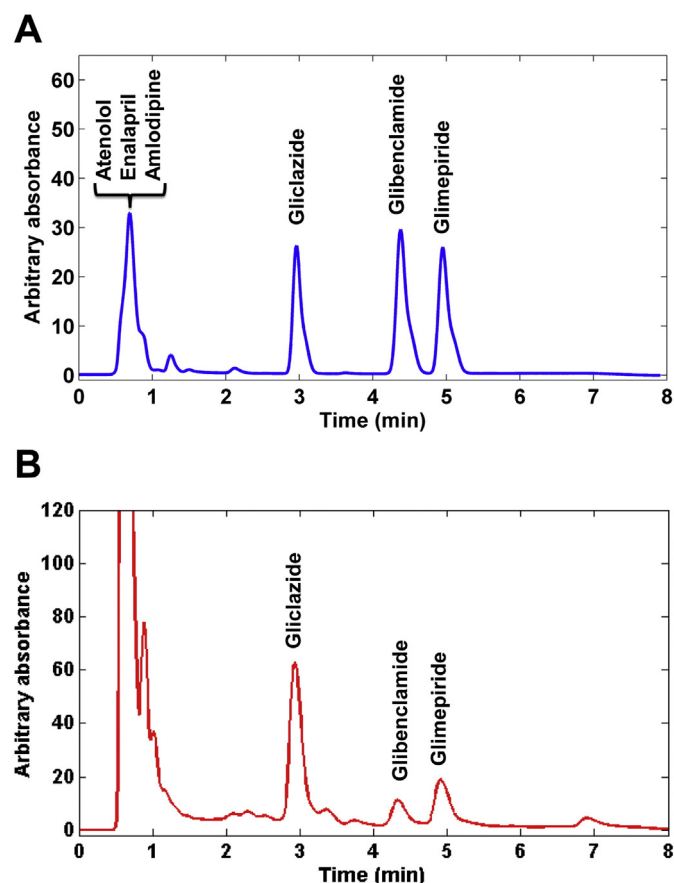 A
Atenolol
Enalapril
Amlodipine
Gliclazide
Glibenclamide
Glimepiride
Arbitrary absorbance
60
50
40
30
20
10
0
0 1 2 3 4 5 6 7 8
Time (min)
B
Gliclazide
Glibenclamide
Glimepiride
Arbitrary absorbance
120
100
80
60
40
20
0
0 1 2 3 4 5 6 7 8
Time (min)